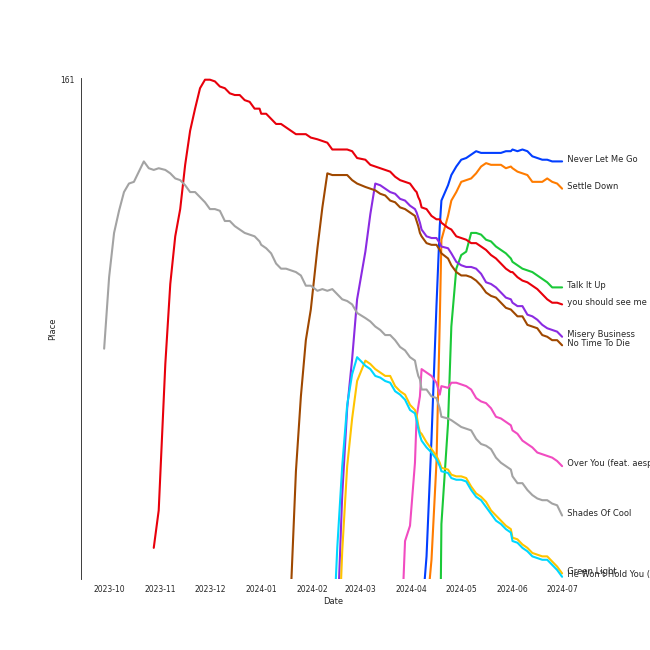 161
Never Let Me Go
Settle Down
Talk It Up
you should see me
Misery Business
No Time To Die
Place
Over You (feat. aesp
Shades Of Cool
Green Light
He Won't Hold You (
2023-10 2023-11 2023-12 2024-01 2024-02 2024-03 2024-04 2024-05 2024-06 2024-07
Date